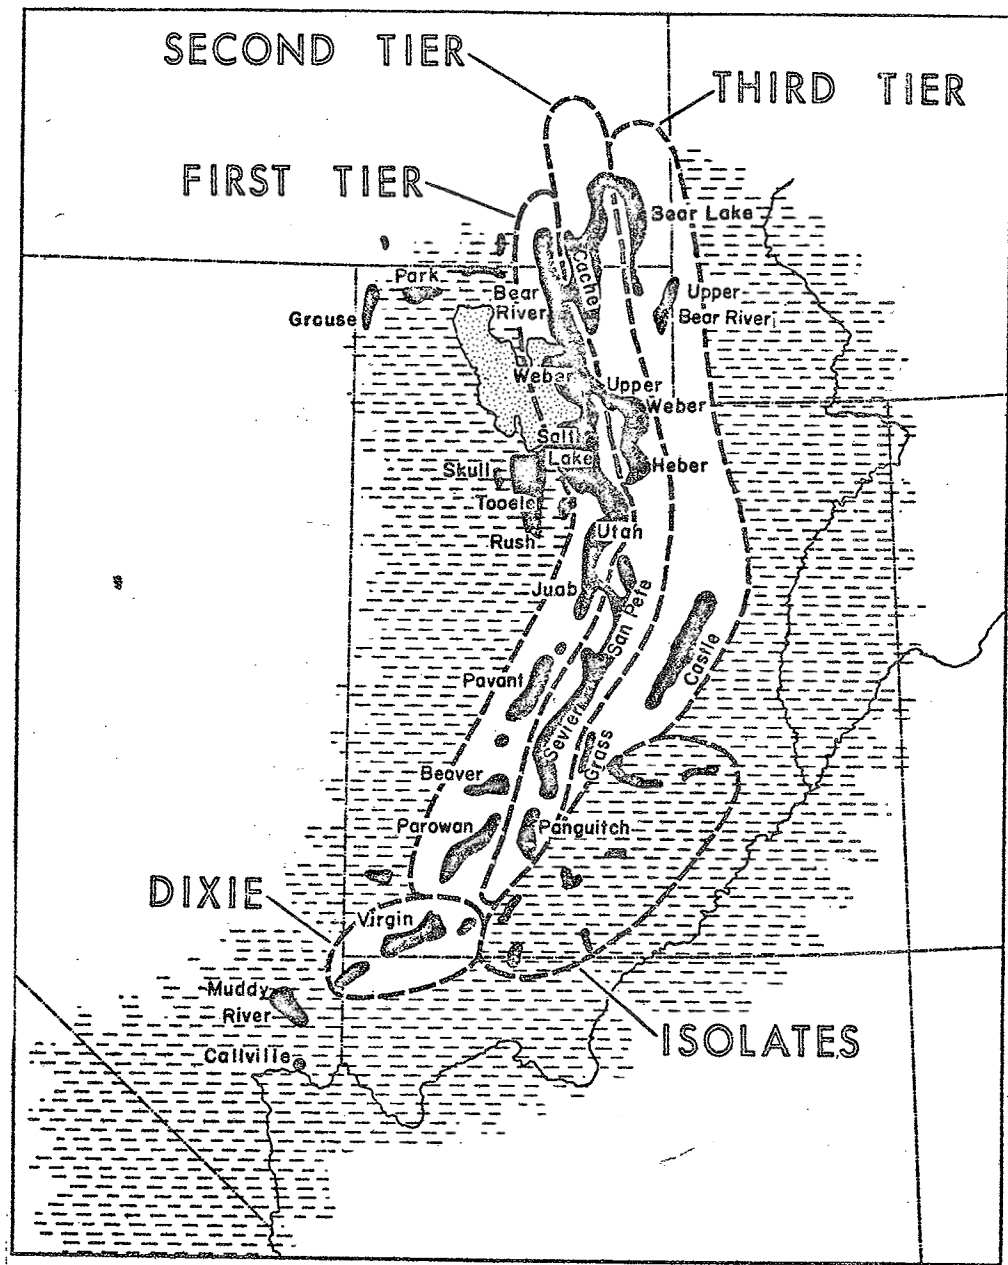 SECOND TIER
THIRD TIER
FIRST TIER
Bear Lake
Cache
Park
Bear
River
Upper
Bear River
Grouse
Weber
Upper
Weber
Salt
Lake
Skull
Heber
Tooele
Rush
Utah
Juab
San Pete
Castle
Pavant
Sevier
Grass
Beaver
Parowan
Panguitch
DIXIE
Virgin
Muddy
River
Callville
ISOLATES